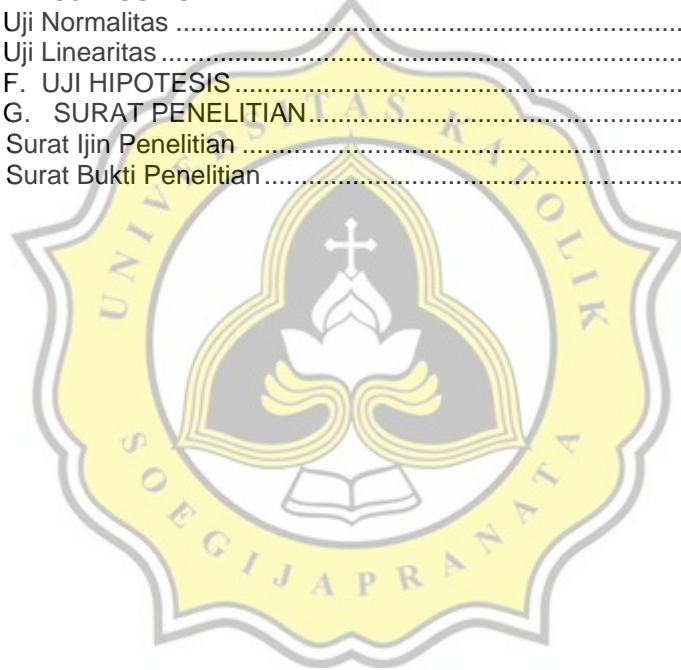 Uji Normalitas ..........................................................
Uji Linearitas ............................................................
F. UJI HIPOTESIS ..................................................
G. SURAT PENELITIAN .........................................
Surat Ijin Penelitian ..................................................
Surat Bukti Penelitian ...............................................
UNIVERSITAS KATOLIK
SOEGIJAPRANATA